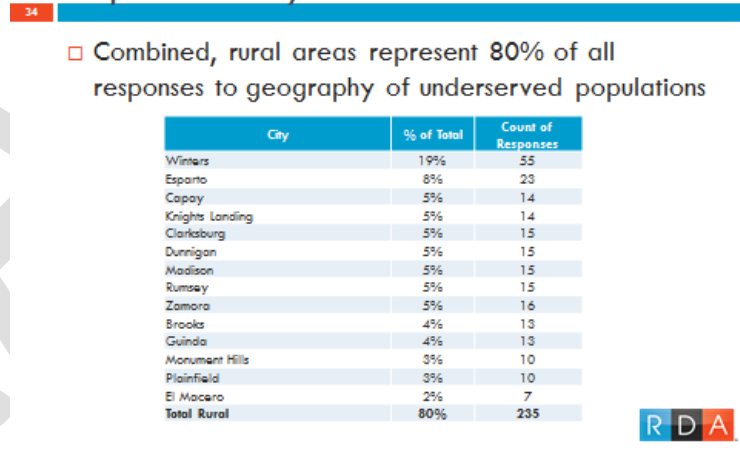 34
□ Combined, rural areas represent 80% of all
responses to geography of underserved populations
City % of Total Count of
Responses
Winters 19% 55
Esparto 8% 23
Capay 5% 14
Knights Landing 5% 14
Clarksburg 5% 15
Dunnigan 5% 15
Madison 5% 15
Rumsey 5% 15
Zamora 5% 16
Brooks 4% 13
Guinda 4% 13
Monument Hills 3% 10
Plainfield 3% 10
El Macero 2% 7
Total Rural 80% 235
RDA